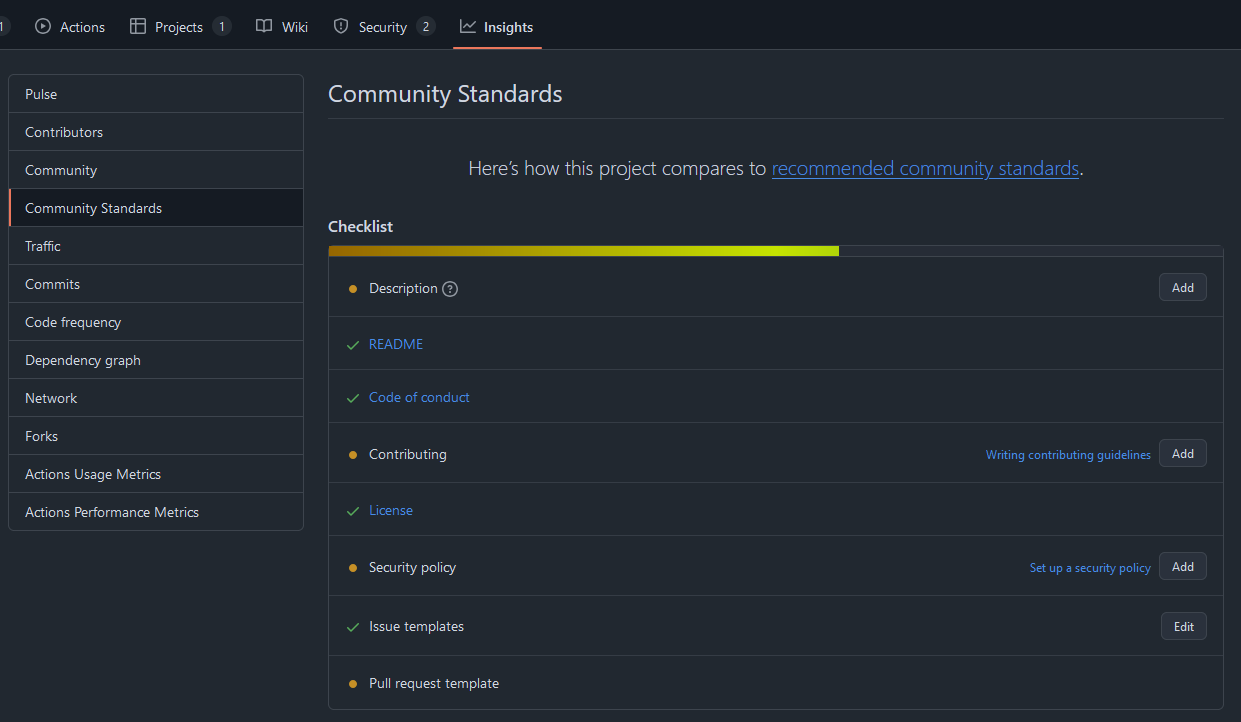 1 Actions Projects 1 Wiki Security 2 Insights
Pulse
Contributors
Community
Community Standards
Traffic
Commits
Code frequency
Dependency graph
Network
Forks
Actions Usage Metrics
Actions Performance Metrics
Community Standards
Here’s how this project compares to recommended community standards.
Checklist
Description ? Add
README
Code of conduct
Contributing Writing contributing guidelines Add
License
Security policy Set up a security policy Add
Issue templates Edit
Pull request template